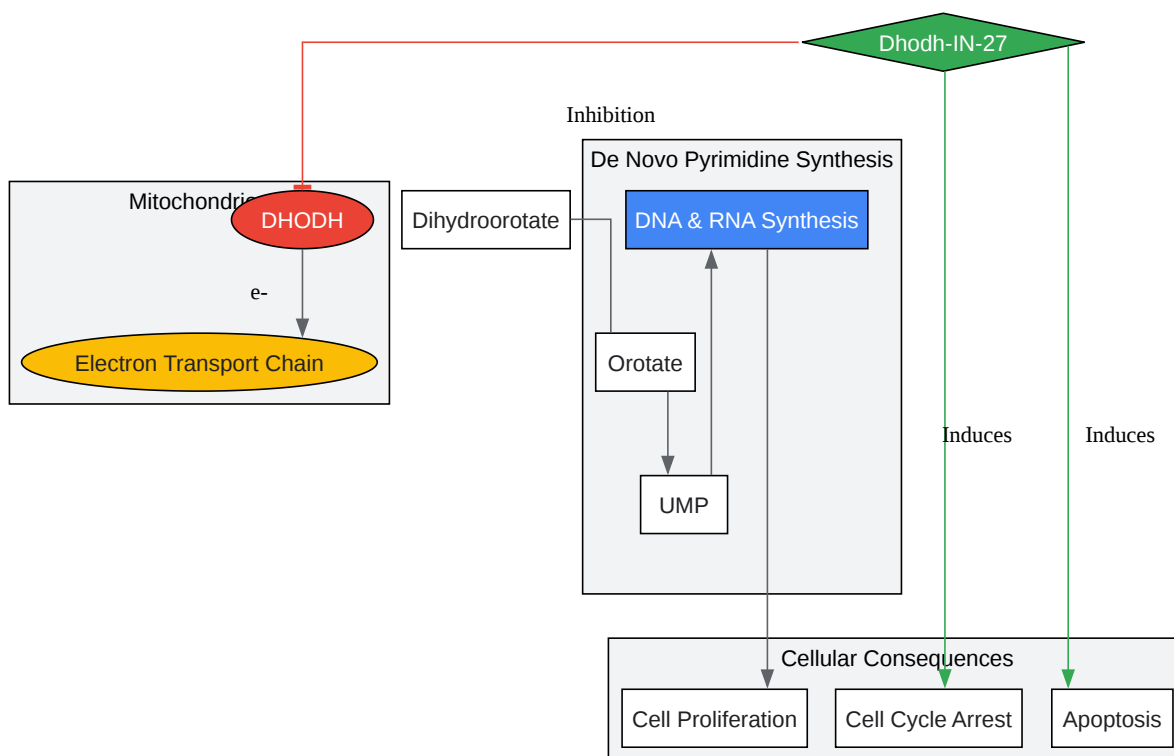 Dhodh-IN-27
Inhibition
De Novo Pyrimidine Synthesis
Mitochondri
DHODH
Dihydroorotate
DNA & RNA Synthesis
e-
Electron Transport Chain
Orotate
Induces
Induces
UMP
Cellular Consequences
Cell Proliferation
Cell Cycle Arrest
Apoptosis